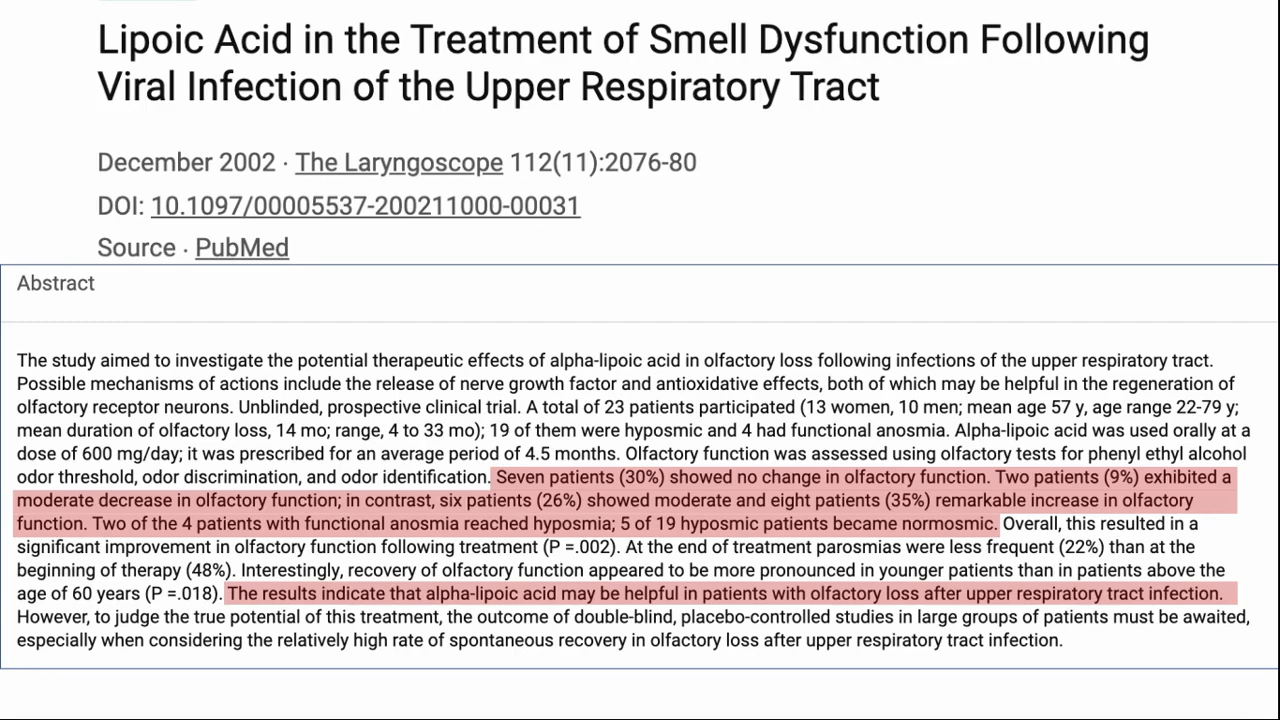 Lipoic Acid in the Treatment of Smell Dysfunction Following
Viral Infection of the Upper Respiratory Tract
December 2002 · The Laryngoscope 112(11):2076-80
DOI: 10.1097/00005537-200211000-00031
Source · PubMed
Abstract
The study aimed to investigate the potential therapeutic effects of alpha-lipoic acid in olfactory loss following infections of the upper respiratory tract.
Possible mechanisms of actions include the release of nerve growth factor and antioxidative effects, both of which may be helpful in the regeneration of
olfactory receptor neurons. Unblinded, prospective clinical trial. A total of 23 patients participated (13 women, 10 men; mean age 57 y, age range 22-79 y;
mean duration of olfactory loss, 14 mo; range, 4 to 33 mo); 19 of them were hyposmic and 4 had functional anosmia. Alpha-lipoic acid was used orally at a
dose of 600 mg/day; it was prescribed for an average period of 4.5 months. Olfactory function was assessed using olfactory tests for phenyl ethyl alcohol
odor threshold, odor discrimination, and odor identification. Seven patients (30%) showed no change in olfactory function. Two patients (9%) exhibited a
moderate decrease in olfactory function; in contrast, six patients (26%) showed moderate and eight patients (35%) remarkable increase in olfactory
function. Two of the 4 patients with functional anosmia reached hyposmia; 5 of 19 hyposmic patients became normosmic. Overall, this resulted in a
significant improvement in olfactory function following treatment (P =.002). At the end of treatment parosmias were less frequent (22%) than at the
beginning of therapy (48%). Interestingly, recovery of olfactory function appeared to be more pronounced in younger patients than in patients above the
age of 60 years (P =.018). The results indicate that alpha-lipoic acid may be helpful in patients with olfactory loss after upper respiratory tract infection.
However, to judge the true potential of this treatment, the outcome of double-blind, placebo-controlled studies in large groups of patients must be awaited,
especially when considering the relatively high rate of spontaneous recovery in olfactory loss after upper respiratory tract infection.